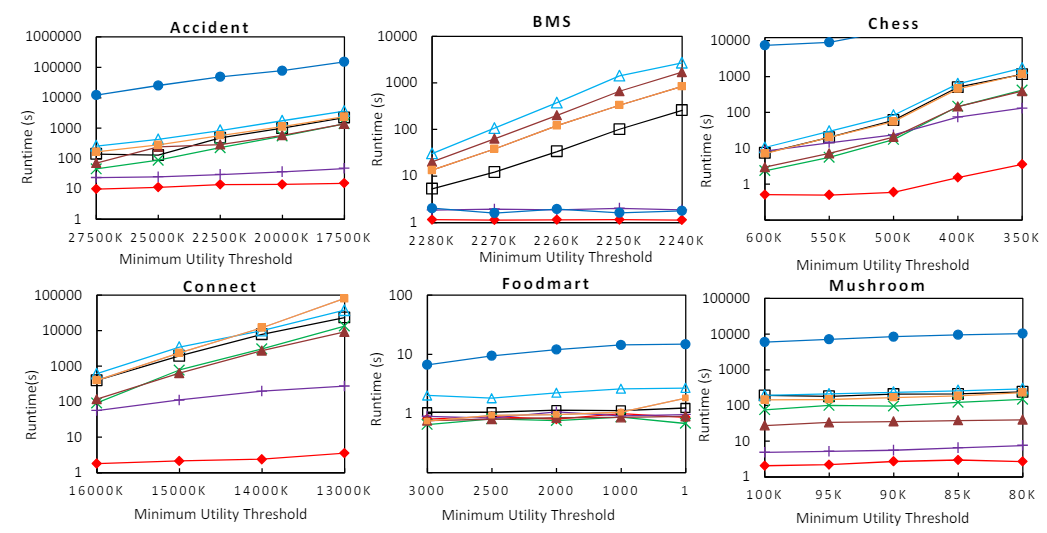 Accident
1000000
100000
10000
1000
100
10
1
Runtime (s)
27500K 25000K 22500K 20000K 17500K
Minimum Utility Threshold
BMS
10000
1000
100
10
1
Runtime (s)
2280K 2270K 2260K 2250K 2240K
Minimum Utility Threshold
Chess
10000
1000
100
10
1
Runtime (s)
600K 550K 500K 400K 350K
Minimum Utility Threshold
Connect
100000
10000
1000
100
10
1
Runtime(s)
16000K 15000K 14000K 13000K
Minimum Utility Threshold
Foodmart
100
10
1
Runtime (s)
3000 2500 2000 1000 1
Minimum Utility Threshold
Mushroom
100000
10000
1000
100
10
1
Runtime (s)
100K 95K 90K 85K 80K
Minimum Utility Threshold